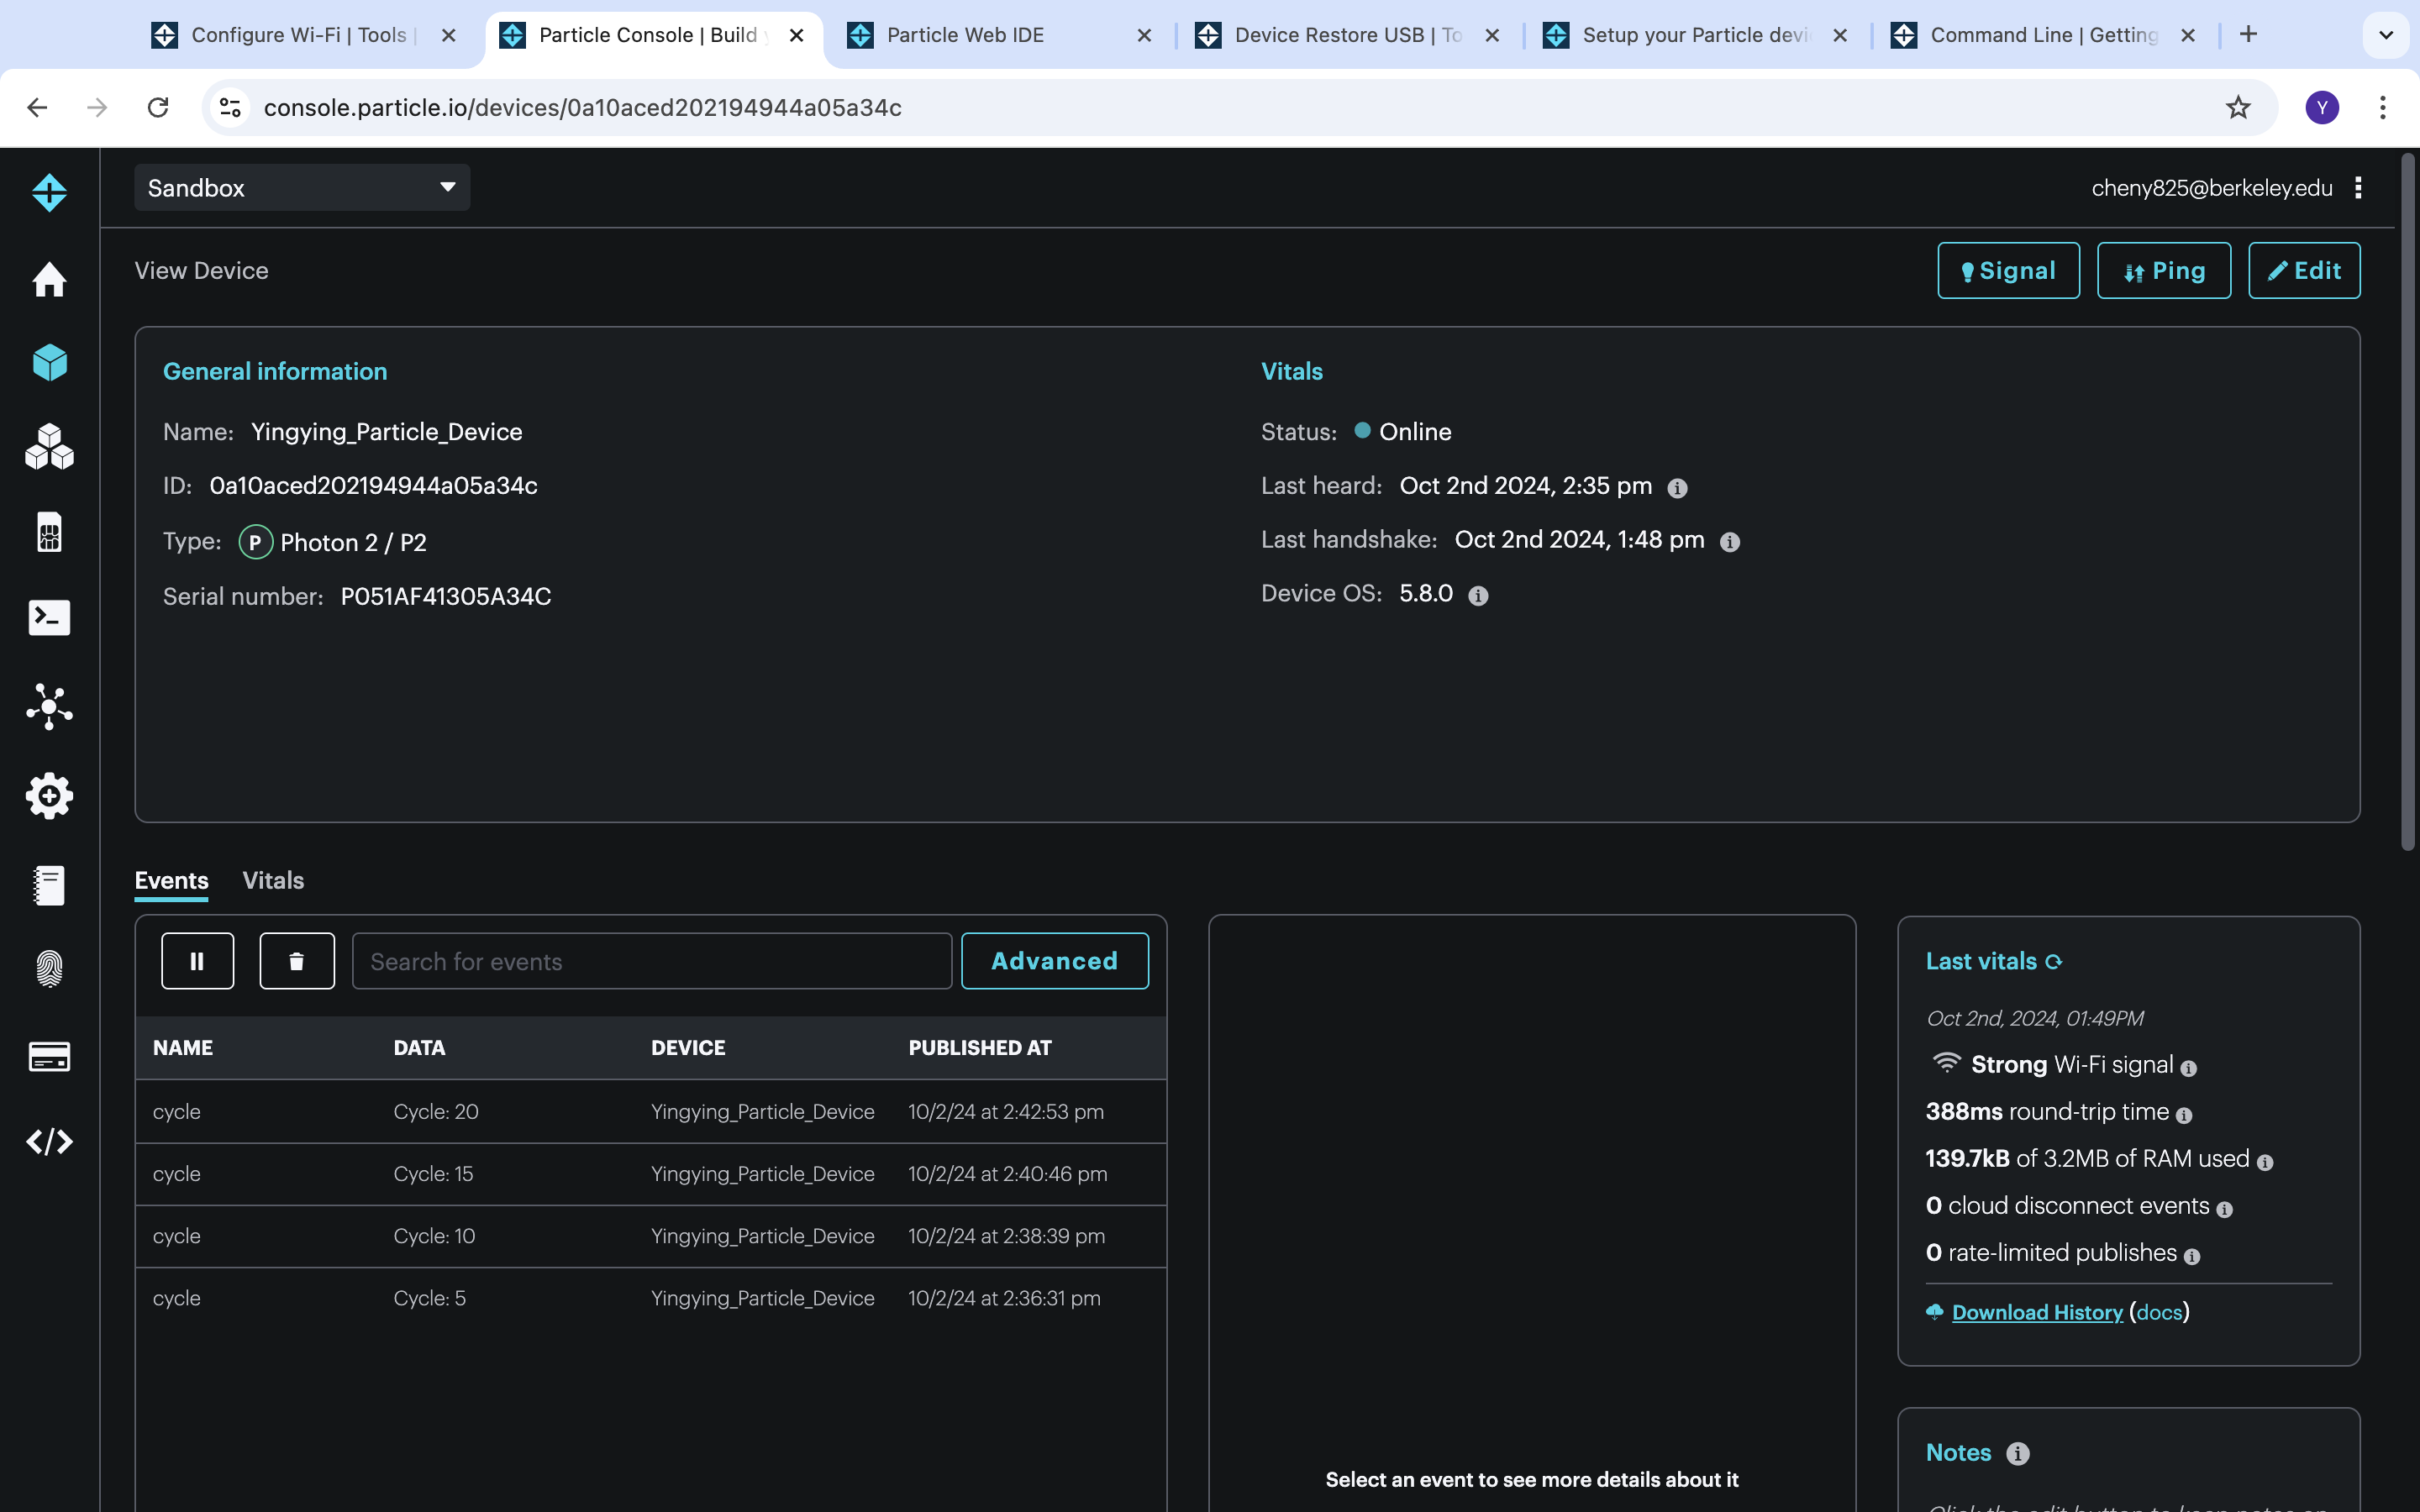 Configure Wi-Fi | Tools |
Particle Console | Build
Particle Web IDE
Device Restore USB | To
Setup your Particle devi
Command Line | Getting
console.particle.io/devices/0a10aced202194944a05a34c
Y
Sandbox
cheny825@berkeley.edu
View Device
Signal
Ping
Edit
General information
Name: Yingying_Particle_Device
ID: 0a10aced202194944a05a34c
Type: P Photon 2 / P2
Serial number: P051AF41305A34C
Vitals
Status: Online
Last heard: Oct 2nd 2024, 2:35 pm
Last handshake: Oct 2nd 2024, 1:48 pm
Device OS: 5.8.0
Events Vitals
Search for events
Advanced
NAME DATA DEVICE PUBLISHED AT
cycle Cycle: 20 Yingying_Particle_Device 10/2/24 at 2:42:53 pm
cycle Cycle: 15 Yingying_Particle_Device 10/2/24 at 2:40:46 pm
cycle Cycle: 10 Yingying_Particle_Device 10/2/24 at 2:38:39 pm
cycle Cycle: 5 Yingying_Particle_Device 10/2/24 at 2:36:31 pm
Select an event to see more details about it
Last vitals
Oct 2nd, 2024, 01:49PM
Strong Wi-Fi signal
388ms round-trip time
139.7kB of 3.2MB of RAM used
0 cloud disconnect events
0 rate-limited publishes
Download History (docs)
Notes